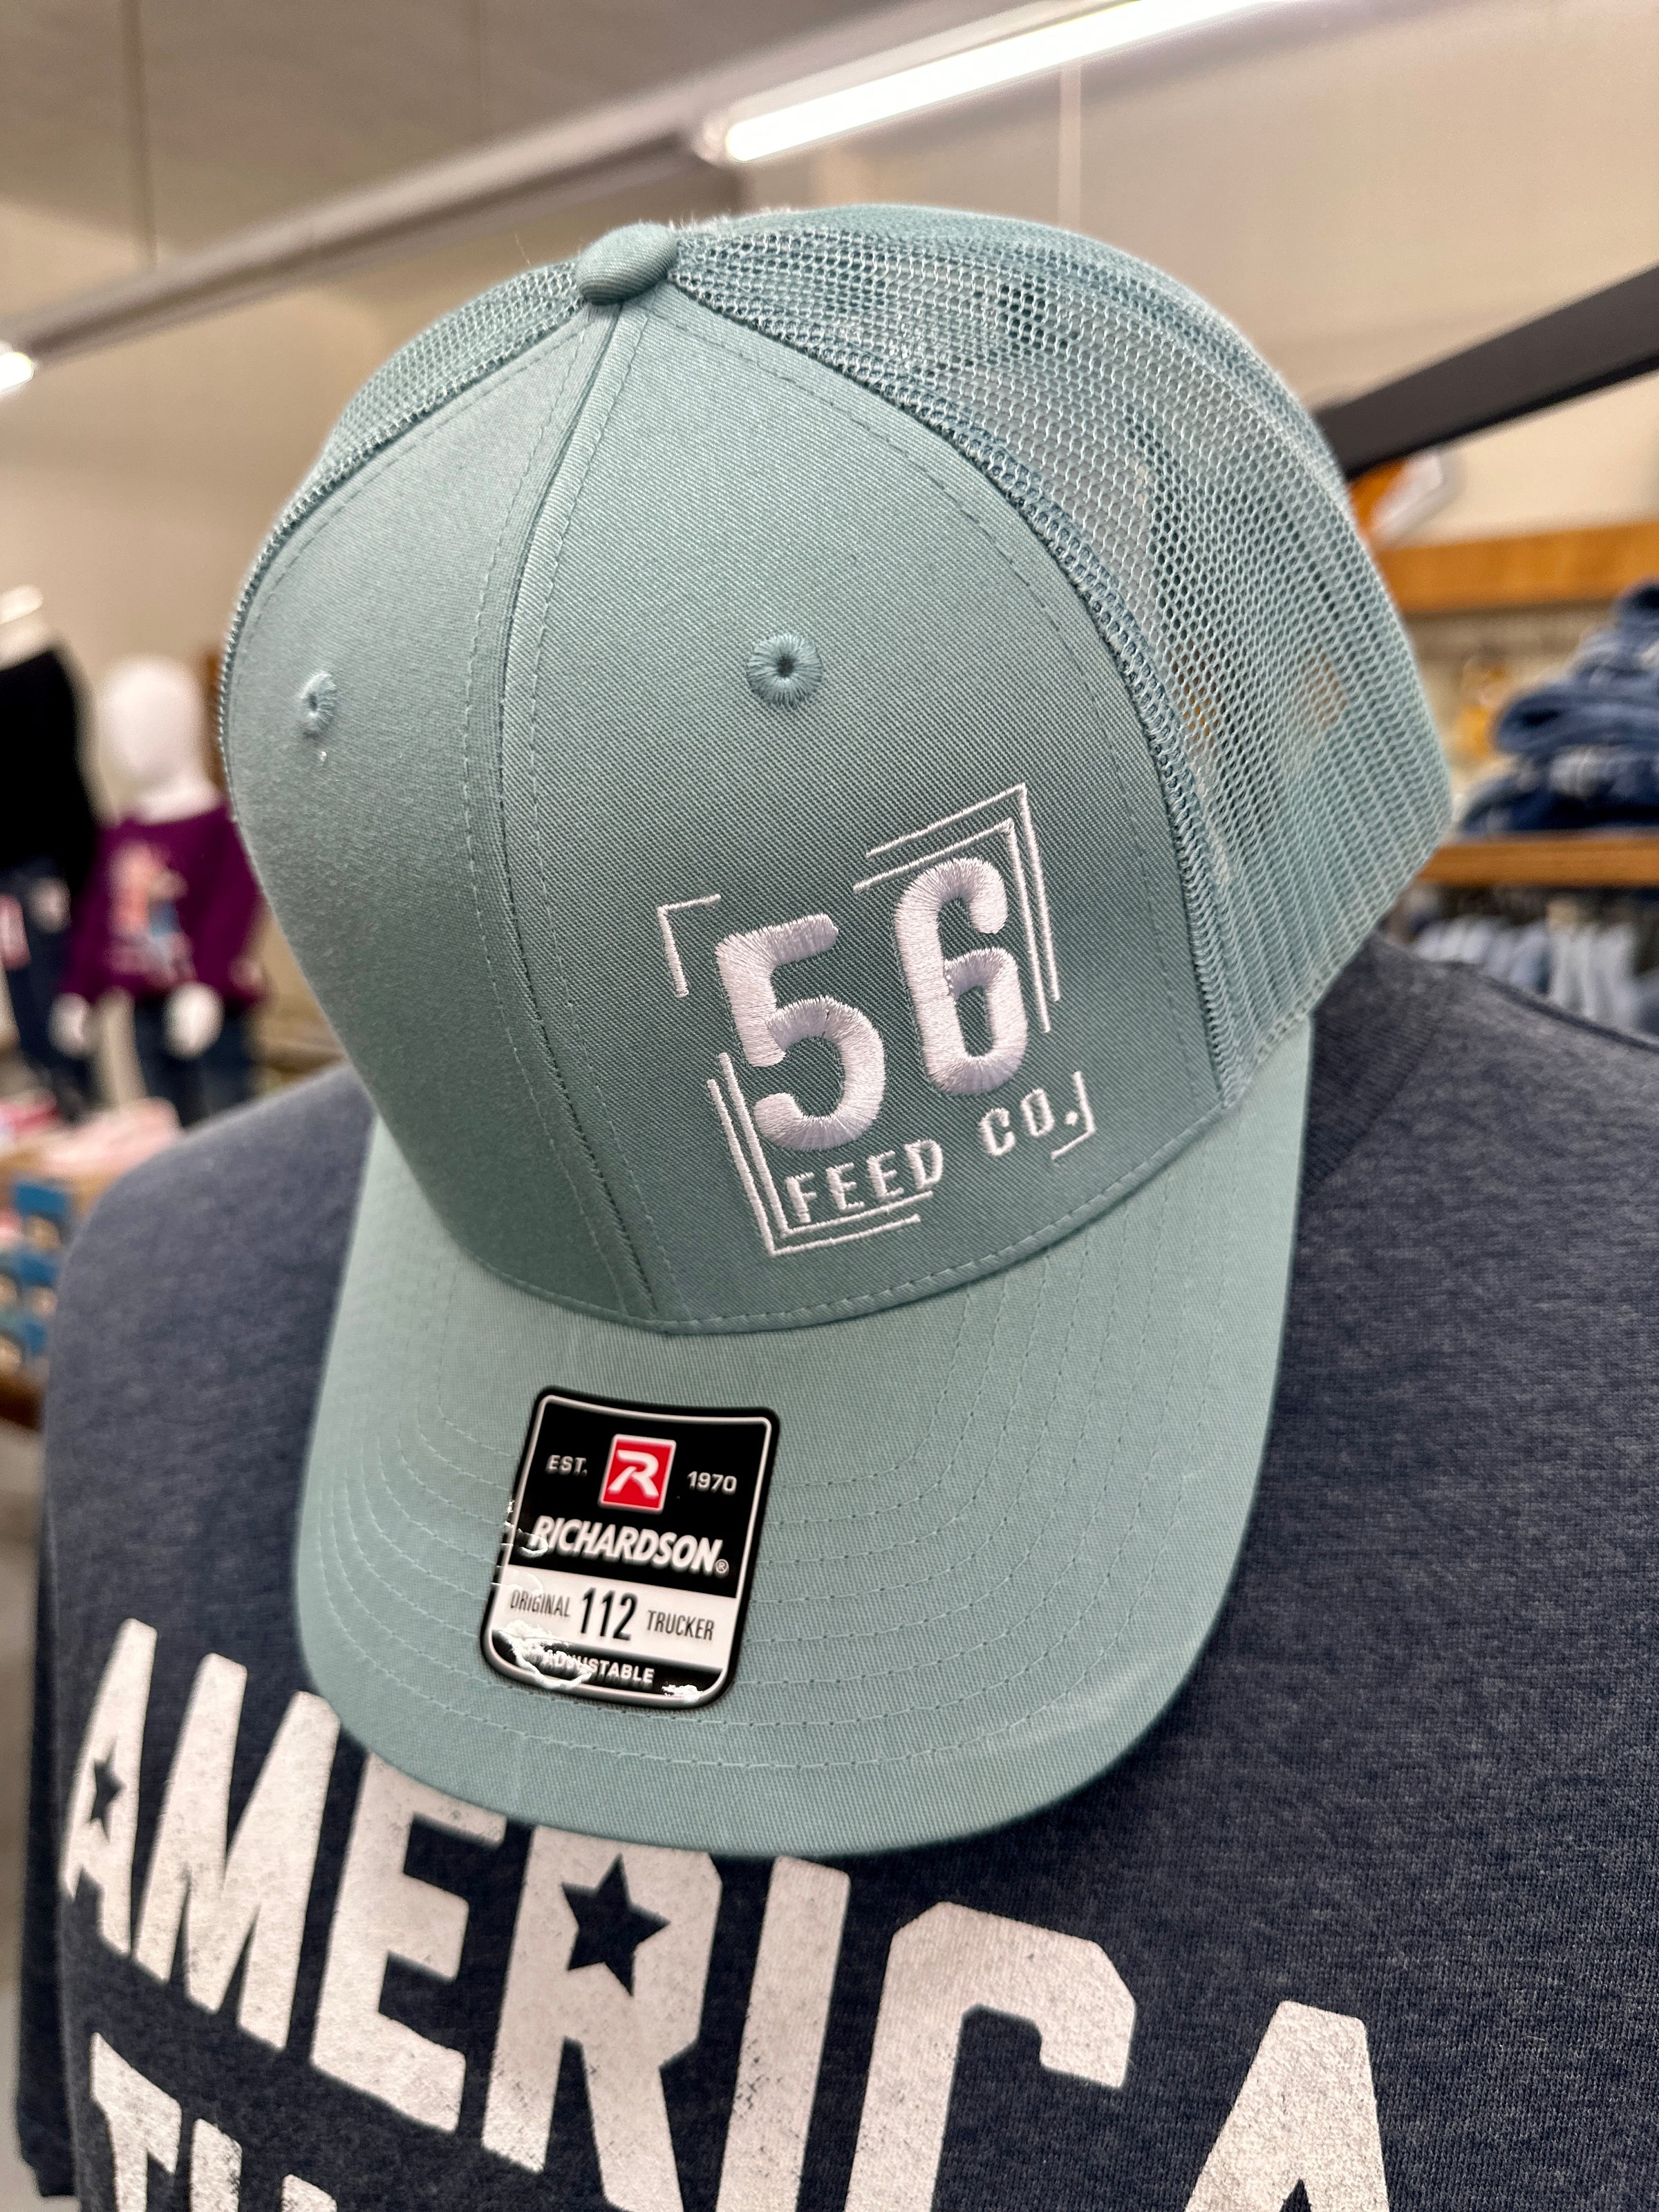 56
FEED CO.
EST. R 1970
RICHARDSON®
ORIGINAL 112 TRUCKER
ADJUSTABLE
AMERICA